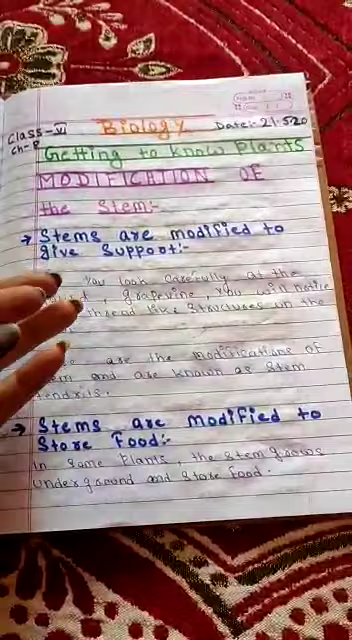 Class-VI Biology Date:- 21-5-20
Ch-8
Getting to know Plants
MODIFICATION OF
the Stem:-
→ Stems are modified to
give Support:-
You look carefully at the
, grapevine, you will notice
thread like Structures on the
are the modifications of
and are known as Stem
tendrils.
→ Stems are modified to
Store Food:-
In Some Plants, the Stem grows
underground and Store food.